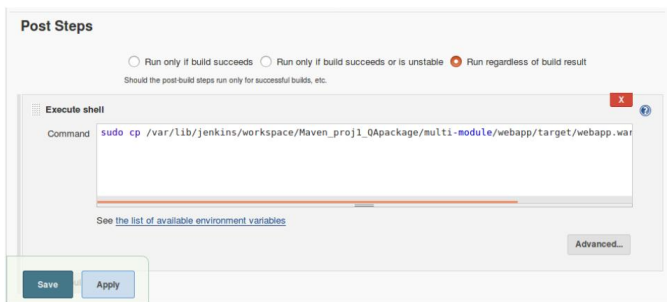 Post Steps
Run only if build succeeds Run only if build succeeds or is unstable Run regardless of build result
Should the post-build steps run only for successful builds, etc.
X
Execute shell
Command sudo cp /var/lib/jenkins/workspace/Maven_proj1_QApackage/multi-module/webapp/target/webapp.war
See the list of available environment variables
Advanced...
Save Apply